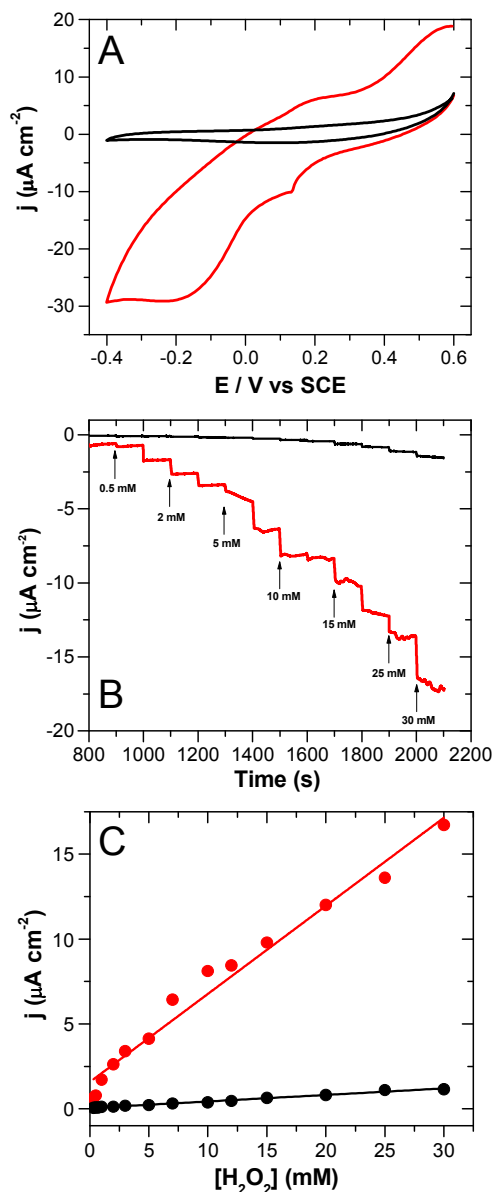 A
20
10
0
-10
-20
-30
j (μA cm⁻²)
-0.4 -0.2 0.0 0.2 0.4 0.6
E / V vs SCE
0
-5
-10
-15
-20
j (μA cm⁻²)
0.5 mM
2 mM
5 mM
10 mM
15 mM
25 mM
30 mM
B
800 1000 1200 1400 1600 1800 2000 2200
Time (s)
C
15
10
5
0
j (μA cm⁻²)
0 5 10 15 20 25 30
[H₂O₂] (mM)